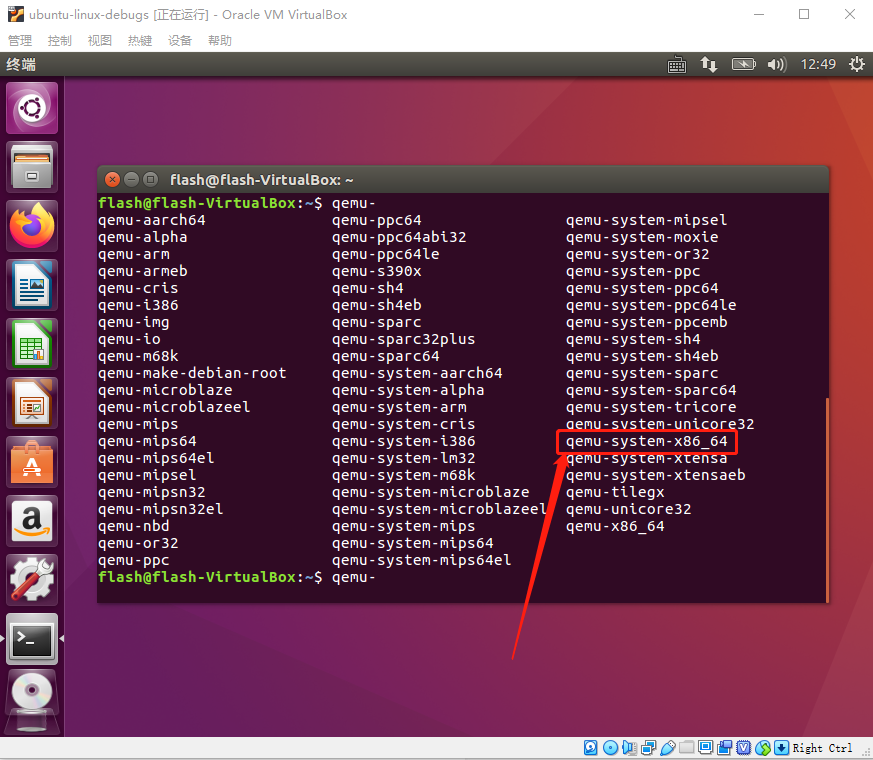 ubuntu-linux-debugs [正在运行] - Oracle VM VirtualBox
管理 控制 视图 热键 设备 帮助
终端 12:49
flash@flash-VirtualBox: ~
flash@flash-VirtualBox:~$ qemu-
qemu-aarch64 qemu-ppc64 qemu-system-mipsel
qemu-alpha qemu-ppc64abi32 qemu-system-moxie
qemu-arm qemu-ppc64le qemu-system-or32
qemu-armeb qemu-s390x qemu-system-ppc
qemu-cris qemu-sh4 qemu-system-ppc64
qemu-i386 qemu-sh4eb qemu-system-ppc64le
qemu-img qemu-sparc qemu-system-ppcemb
qemu-io qemu-sparc32plus qemu-system-sh4
qemu-m68k qemu-sparc64 qemu-system-sh4eb
qemu-make-debian-root qemu-system-aarch64 qemu-system-sparc
qemu-microblaze qemu-system-alpha qemu-system-sparc64
qemu-microblazeel qemu-system-arm qemu-system-tricore
qemu-mips qemu-system-cris qemu-system-unicore32
qemu-mips64 qemu-system-i386 qemu-system-x86_64
qemu-mips64el qemu-system-lm32 qemu-system-xtensa
qemu-mipsel qemu-system-m68k qemu-system-xtensaeb
qemu-mipsn32 qemu-system-microblaze qemu-tilegx
qemu-mipsn32el qemu-system-microblazeel qemu-unicore32
qemu-nbd qemu-system-mips qemu-x86_64
qemu-or32 qemu-system-mips64
qemu-ppc qemu-system-mips64el
flash@flash-VirtualBox:~$ qemu-
Right Ctrl